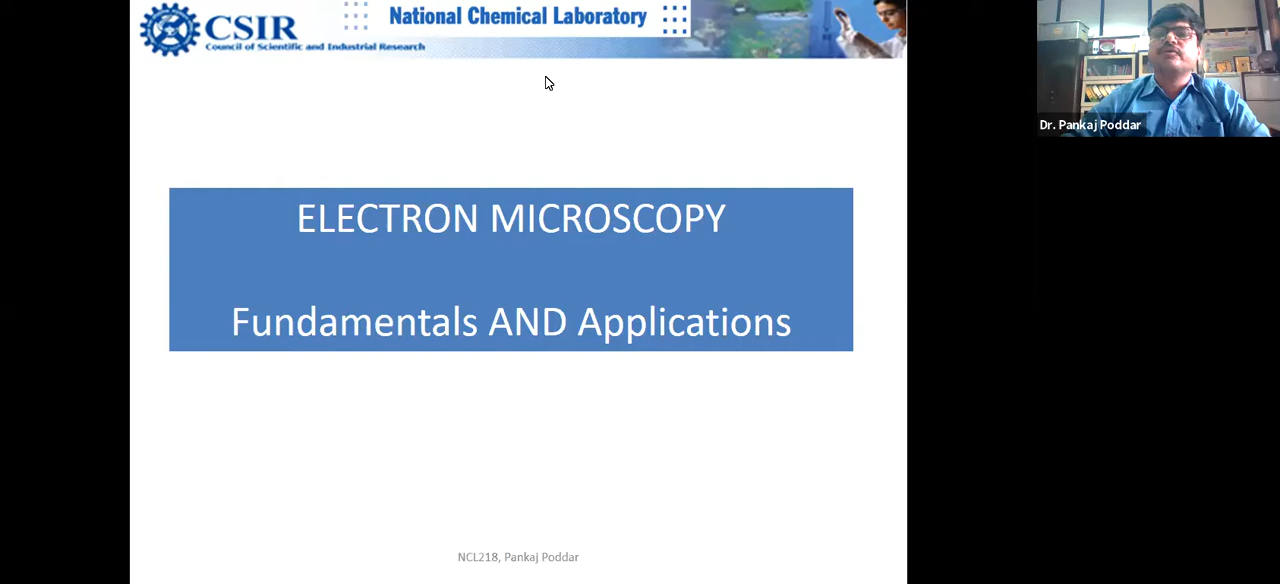 CSIR
Council of Scientific and Industrial Research
National Chemical Laboratory
Dr. Pankaj Poddar
ELECTRON MICROSCOPY
Fundamentals AND Applications
NCL218, Pankaj Poddar